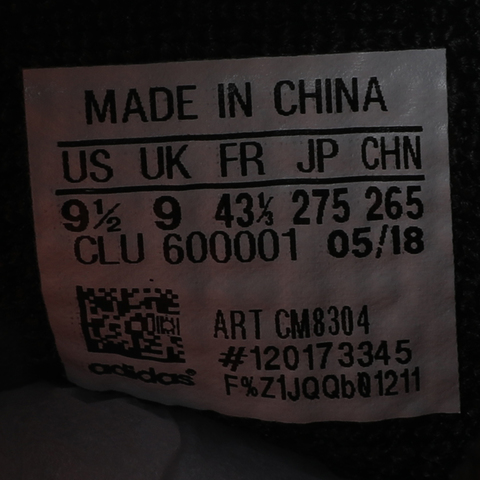 MADE IN CHINA
US UK FR JP CHN
9½ 9 43⅓ 275 265
CLU 600001 05/18
ART CM8304
#120173345
adidas®
F%Z1JQQb01211